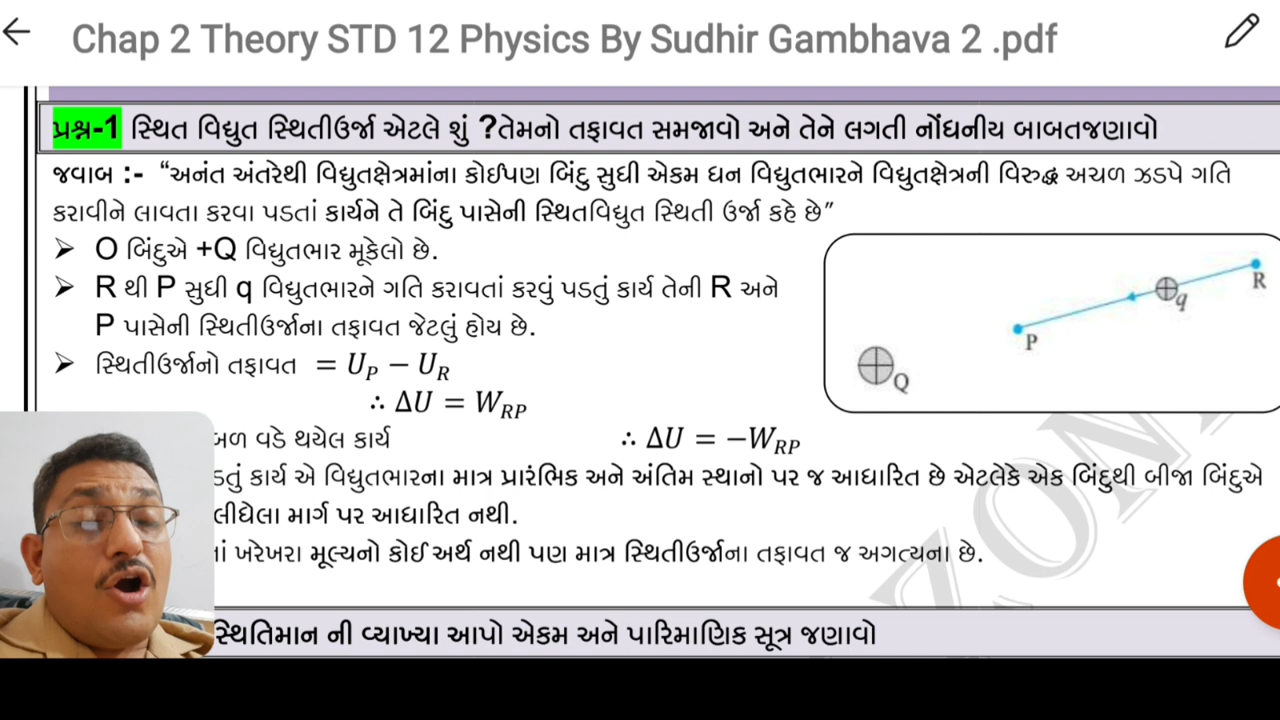 Chap 2 Theory STD 12 Physics By Sudhir Gambhava 2 .pdf
પ્રશ્ન-1 સ્થિત વિદ્યુત સ્થિતીઉર્જા એટલે શું ?તેમનો તફાવત સમજાવો અને તેને લગતી નોંધનીય બાબતજણાવો
જવાબ :- “અનંત અંતરેથી વિદ્યુતક્ષેત્રમાંના કોઈપણ બિંદુ સુધી એકમ ધન વિદ્યુતભારને વિદ્યુતક્ષેત્રની વિરુદ્ધ અચળ ઝડપે ગતિ
કરાવીને લાવતા કરવા પડતાં કાર્યને તે બિંદુ પાસેની સ્થિતવિદ્યુત સ્થિતી ઉર્જા કહે છે”
➢ O બિંદુએ +Q વિદ્યુતભાર મૂકેલો છે.
➢ R થી P સુધી q વિદ્યુતભારને ગતિ કરાવતાં કરવું પડતું કાર્ય તેની R અને
P પાસેની સ્થિતીઉર્જાના તફાવત જેટલું હોય છે.
➢ સ્થિતીઉર્જાનો તફાવત = U_P − U_R
∴ ΔU = W_RP
બળ વડે થયેલ કાર્ય ∴ ΔU = −W_RP
ડતું કાર્ય એ વિદ્યુતભારના માત્ર પ્રારંભિક અને અંતિમ સ્થાનો પર જ આધારિત છે એટલેકે એક બિંદુથી બીજા બિંદુએ
લીધેલા માર્ગ પર આધારિત નથી.
ખરેખરા મૂલ્યનો કોઈ અર્થ નથી પણ માત્ર સ્થિતીઉર્જાના તફાવત જ અગત્યના છે.
R
q
P
Q
સ્થિતિમાન ની વ્યાખ્યા આપો એકમ અને પારિમાણિક સૂત્ર જણાવો